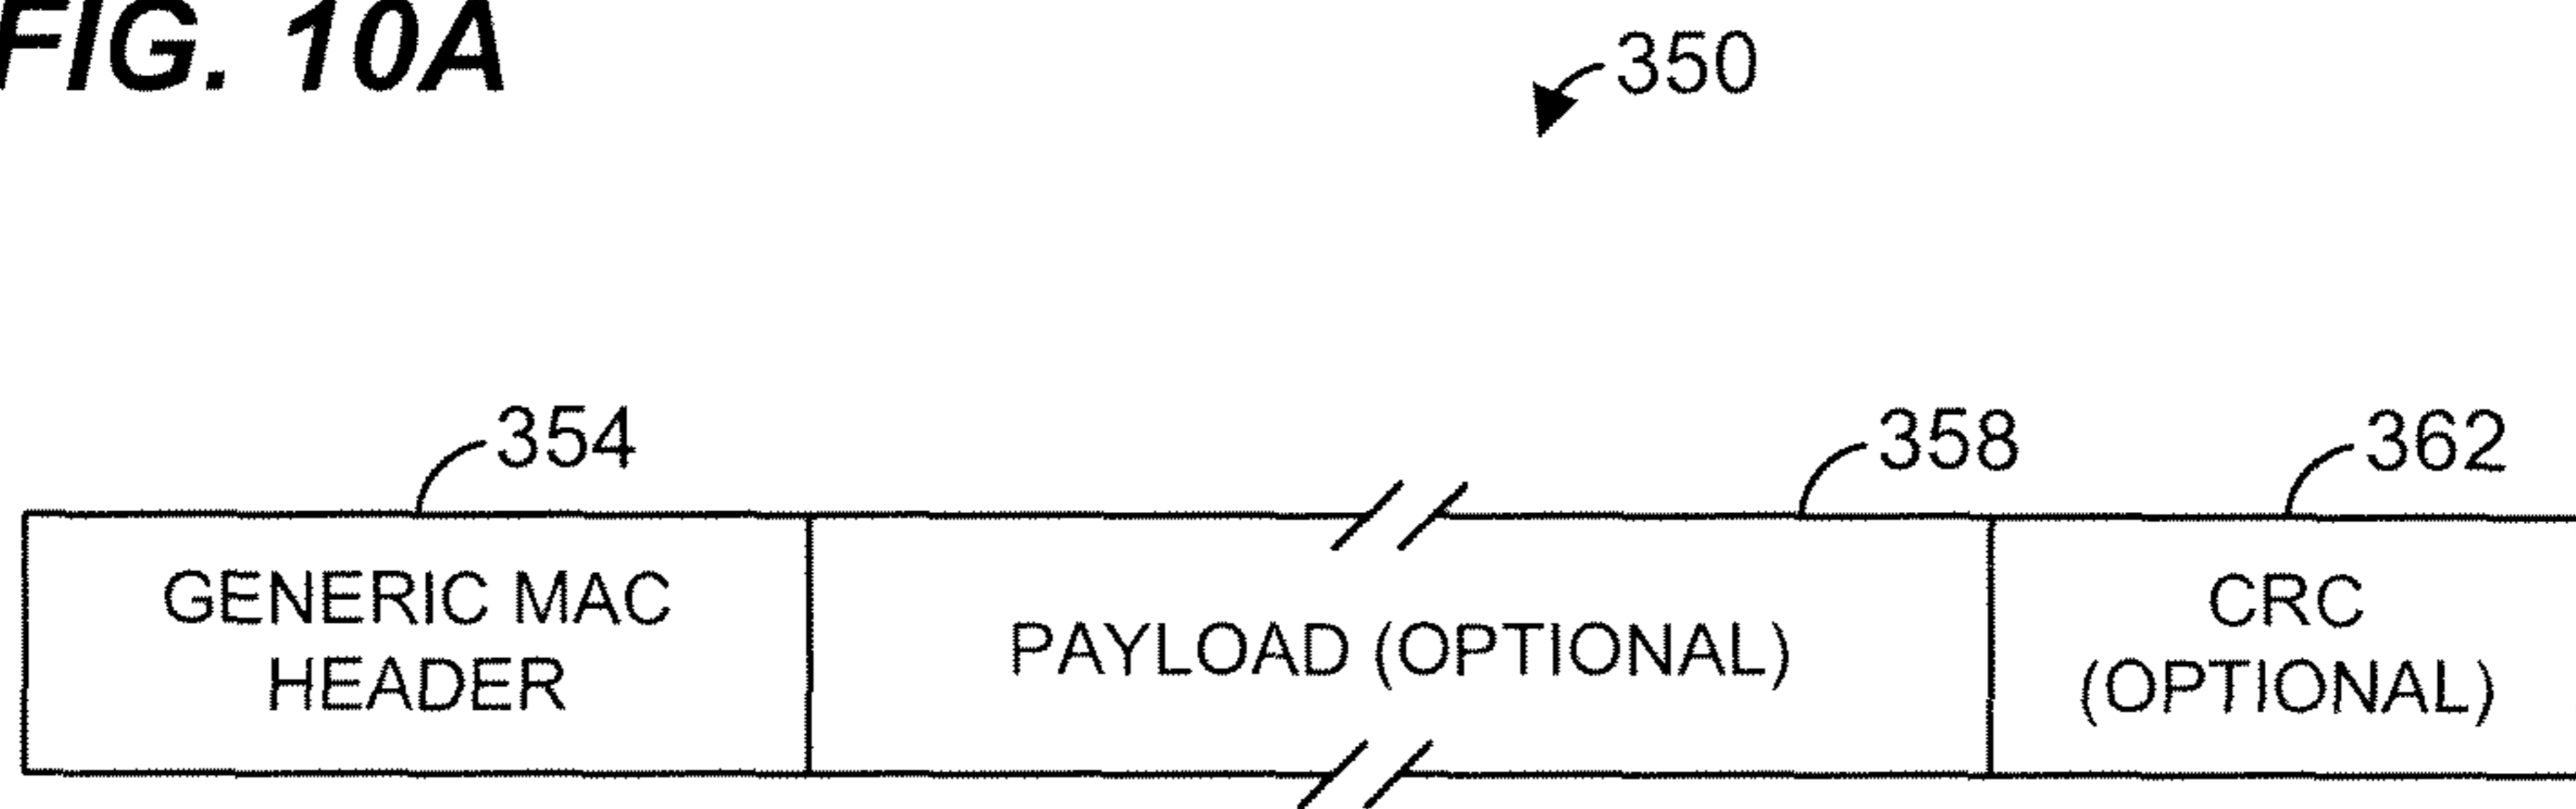 FIG. 10A
350
354
358
362
GENERIC MAC
HEADER
PAYLOAD (OPTIONAL)
CRC
(OPTIONAL)